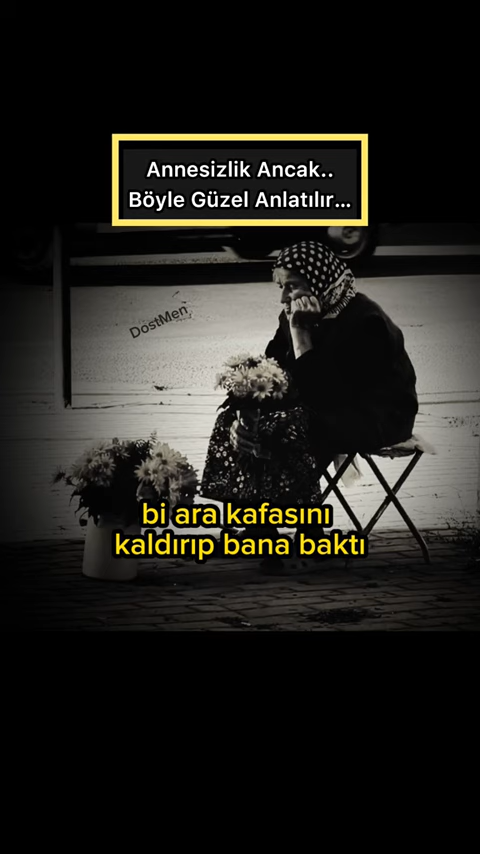 Annesizlik Ancak..
Böyle Güzel Anlatılır...
DostMen
bi ara kafasını
kaldırıp bana baktı